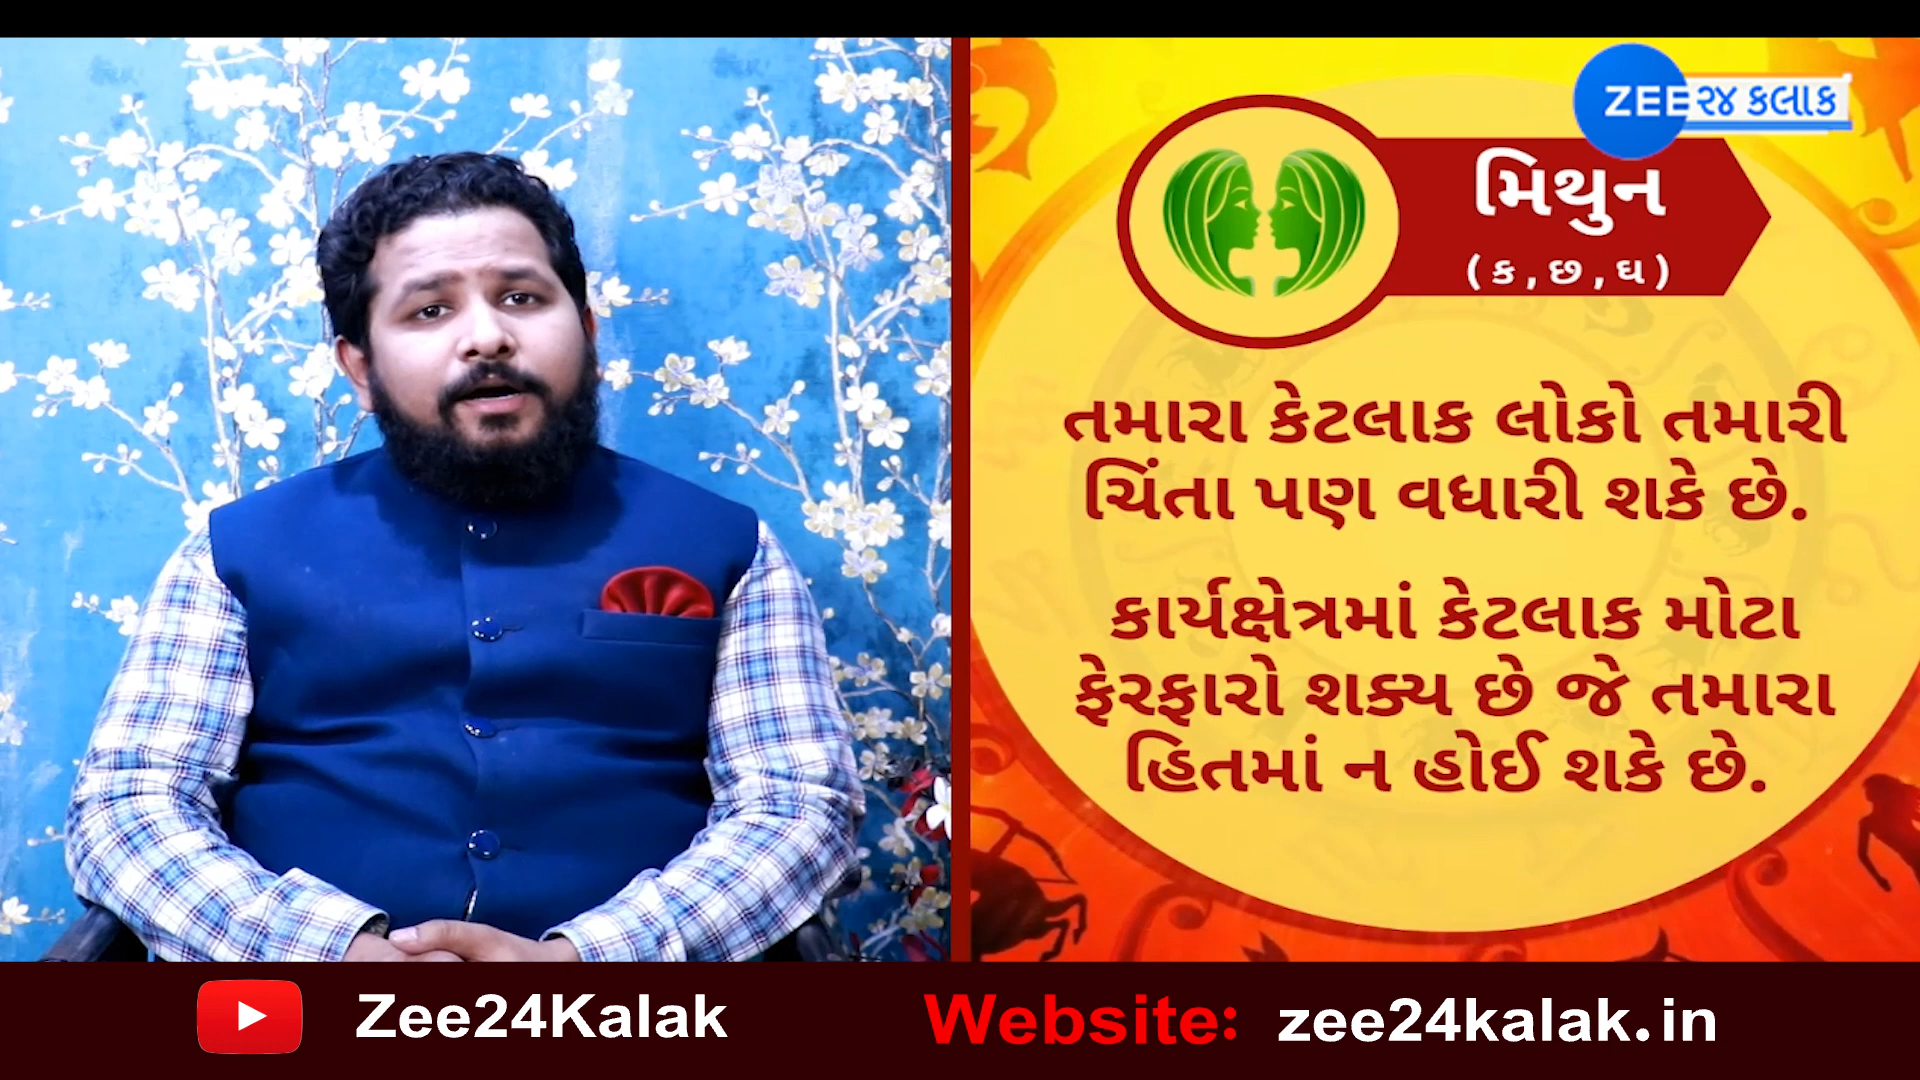 ZEE ૨૪ કલાક
મિથુન
( ક , છ , ઘ )
તમારા કેટલાક લોકો તમારી
ચિંતા પણ વધારી શકે છે.
કાર્યક્ષેત્રમાં કેટલાક મોટા
ફેરફારો શક્ય છે જે તમારા
હિતમાં ન હોઈ શકે છે.
Zee24Kalak
Website: zee24kalak.in